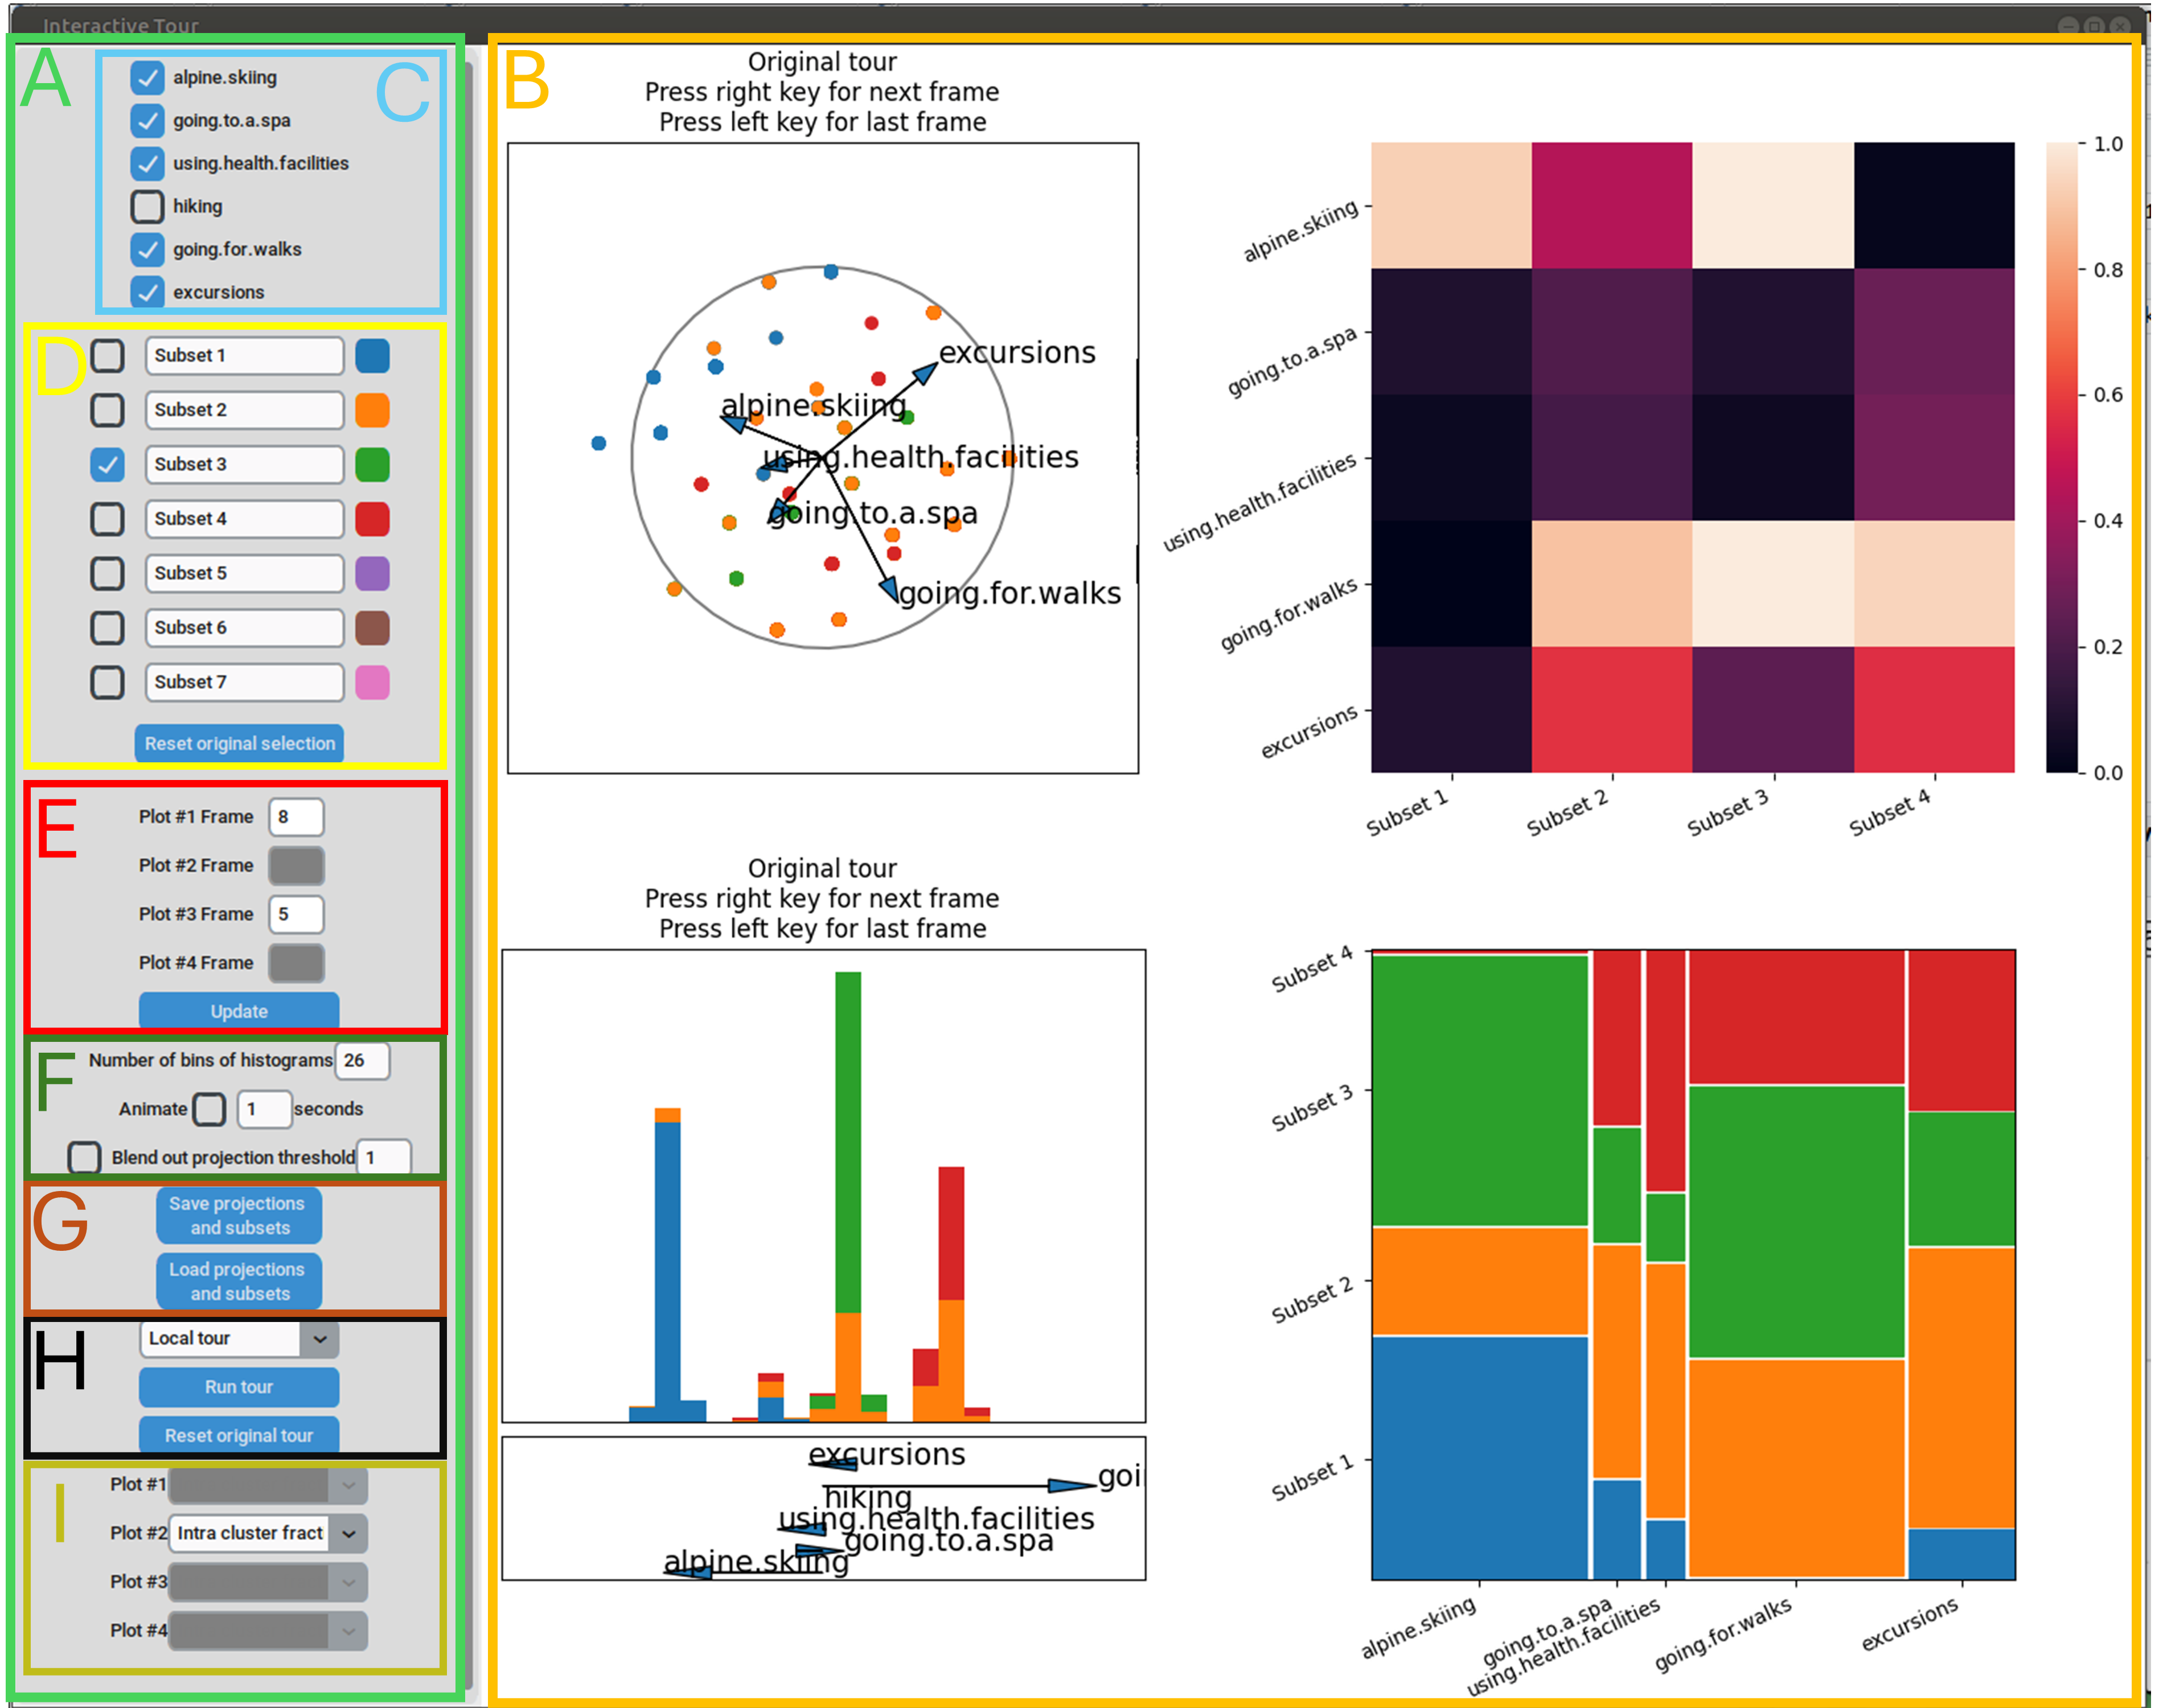 Interactive Tour
A
C
alpine.skiing
going.to.a.spa
using.health.facilities
hiking
going.for.walks
excursions
D
Subset 1
Subset 2
Subset 3
Subset 4
Subset 5
Subset 6
Subset 7
Reset original selection
E
Plot #1 Frame 8
Plot #2 Frame
Plot #3 Frame 5
Plot #4 Frame
Update
F
Number of bins of histograms 26
Animate 1 seconds
Blend out projection threshold 1
G
Save projections
and subsets
Load projections
and subsets
H
Local tour
Run tour
Reset original tour
I
Plot #1
Plot #2 Intra cluster fract
Plot #3
Plot #4
B
Original tour
Press right key for next frame
Press left key for last frame
excursions
alpine.skiing
using.health.facilities
going.to.a.spa
going.for.walks
alpine.skiing
going.to.a.spa
using.health.facilities
going.for.walks
excursions
Subset 1
Subset 2
Subset 3
Subset 4
1.0
0.8
0.6
0.4
0.2
0.0
Original tour
Press right key for next frame
Press left key for last frame
excursions
goi
hiking
using.health.facilities
going.to.a.spa
alpine.skiing
Subset 4
Subset 3
Subset 2
Subset 1
alpine.skiing
going.to.a.spa
using.health.facilities
going.for.walks
excursions